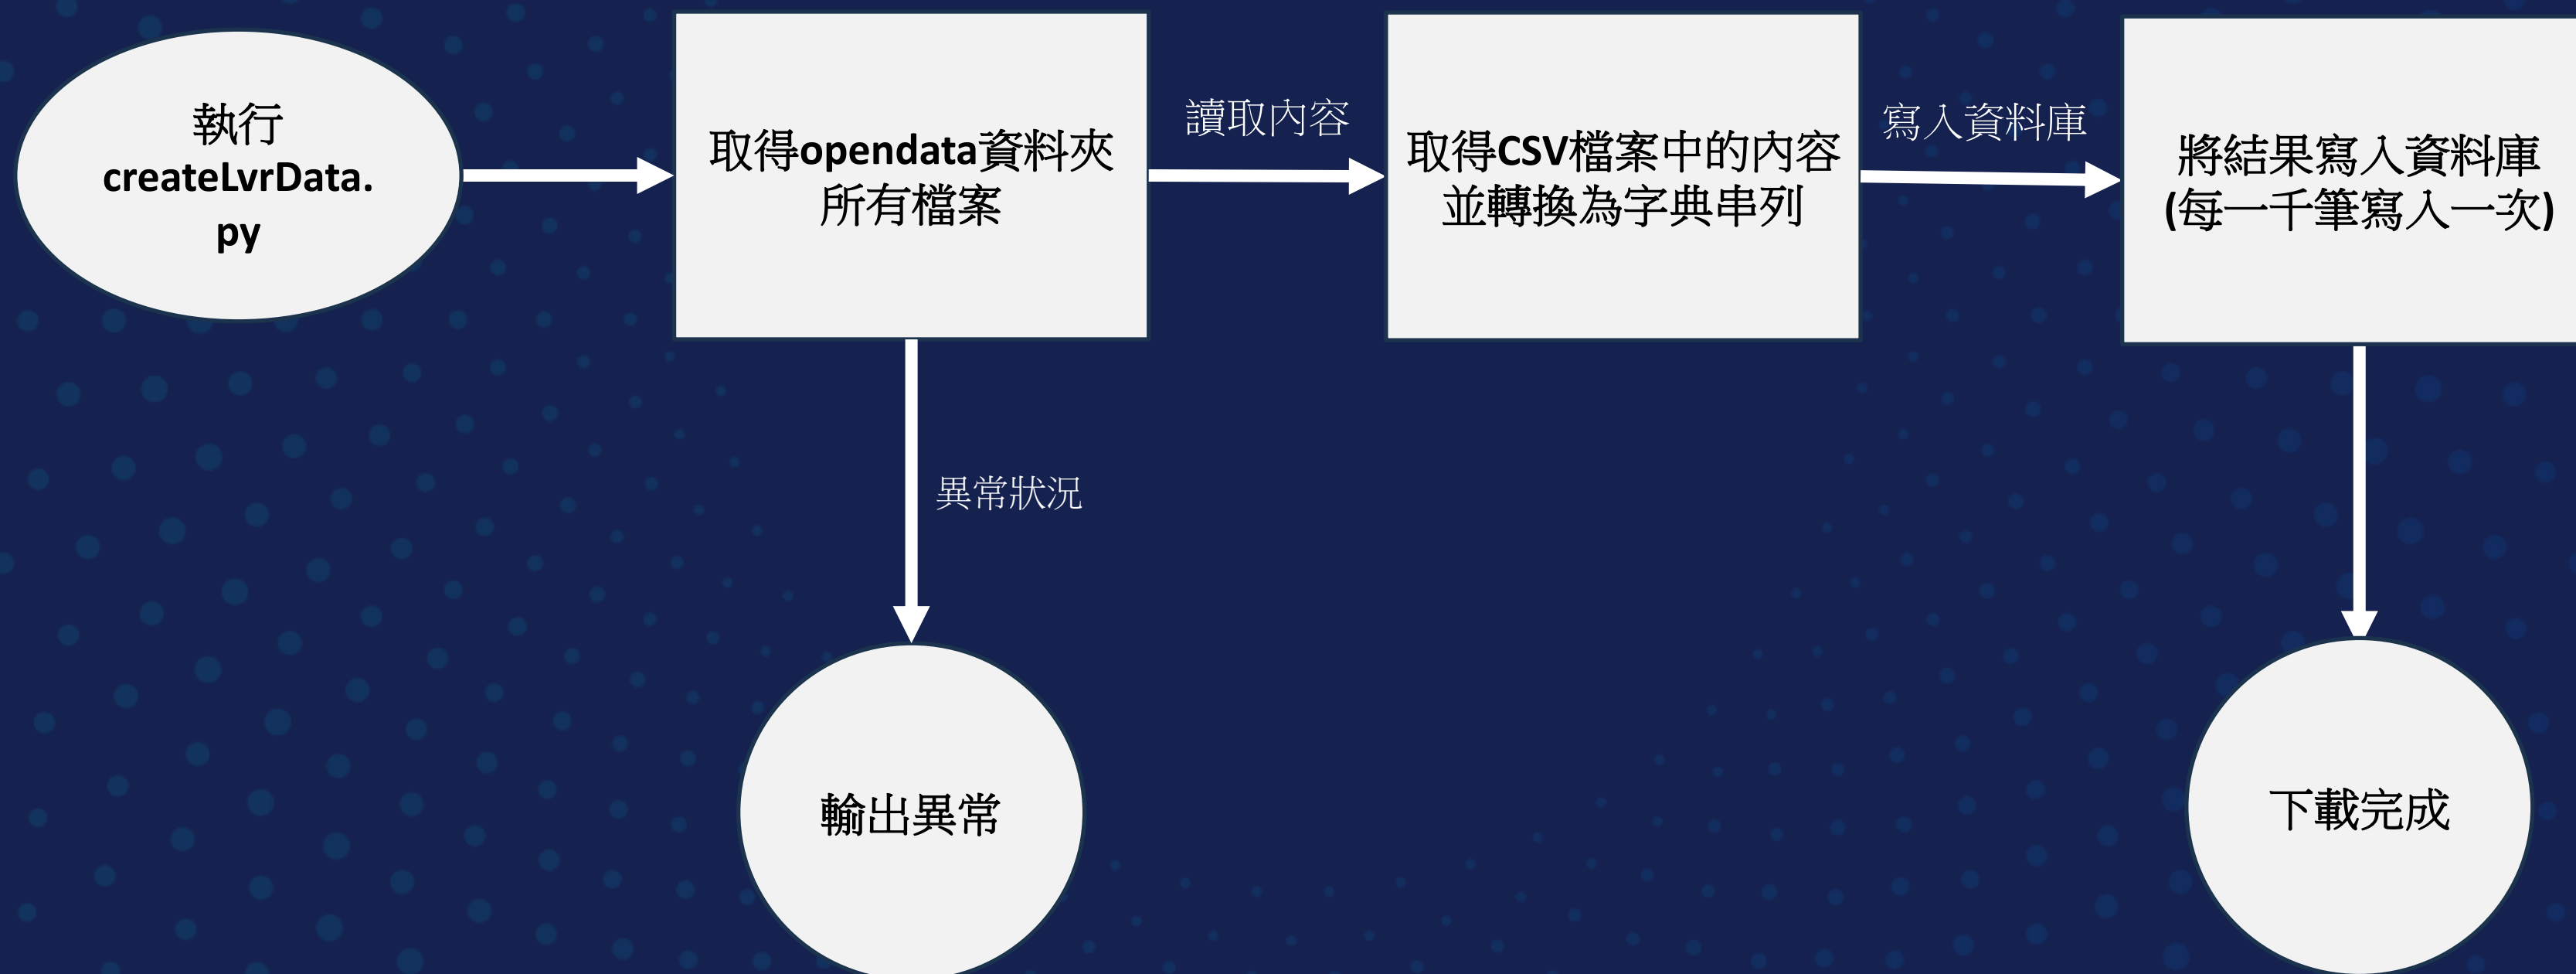 執行
createLvrData.
py
取得opendata資料夾
所有檔案
讀取內容
取得CSV檔案中的內容
並轉換為字典串列
寫入資料庫
將結果寫入資料庫
(每一千筆寫入一次)
異常狀況
輸出異常
下載完成